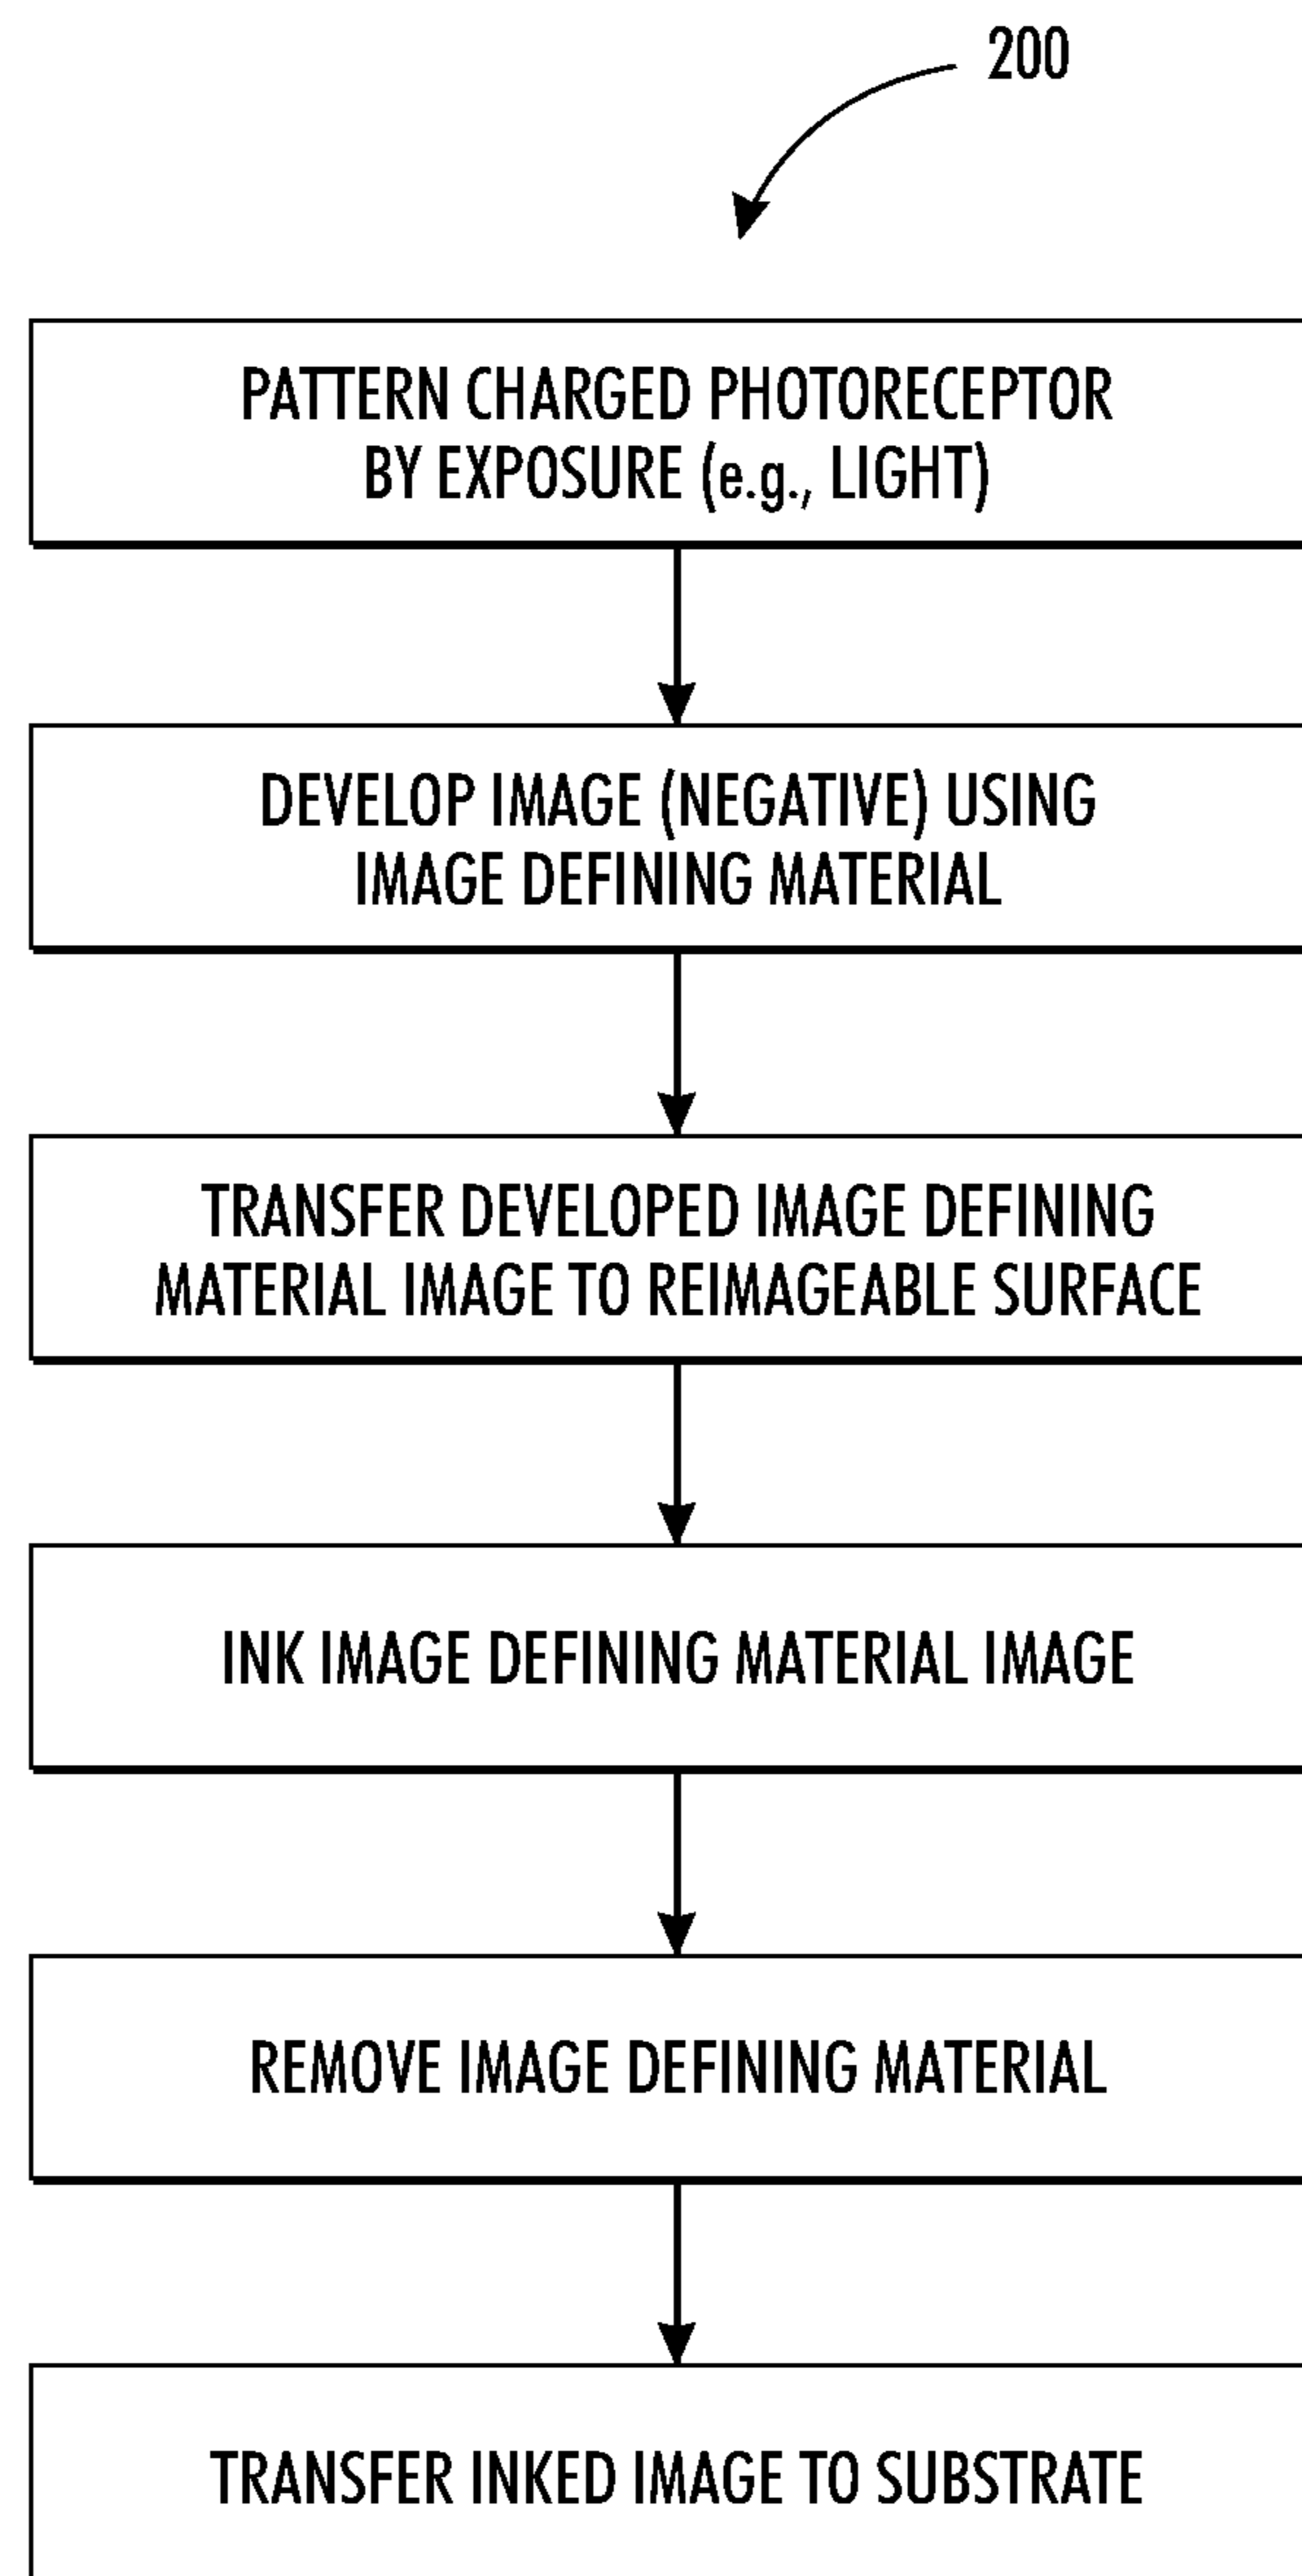 200
PATTERN CHARGED PHOTORECEPTOR
BY EXPOSURE (e.g., LIGHT)
DEVELOP IMAGE (NEGATIVE) USING
IMAGE DEFINING MATERIAL
TRANSFER DEVELOPED IMAGE DEFINING
MATERIAL IMAGE TO REIMAGEABLE SURFACE
INK IMAGE DEFINING MATERIAL IMAGE
REMOVE IMAGE DEFINING MATERIAL
TRANSFER INKED IMAGE TO SUBSTRATE